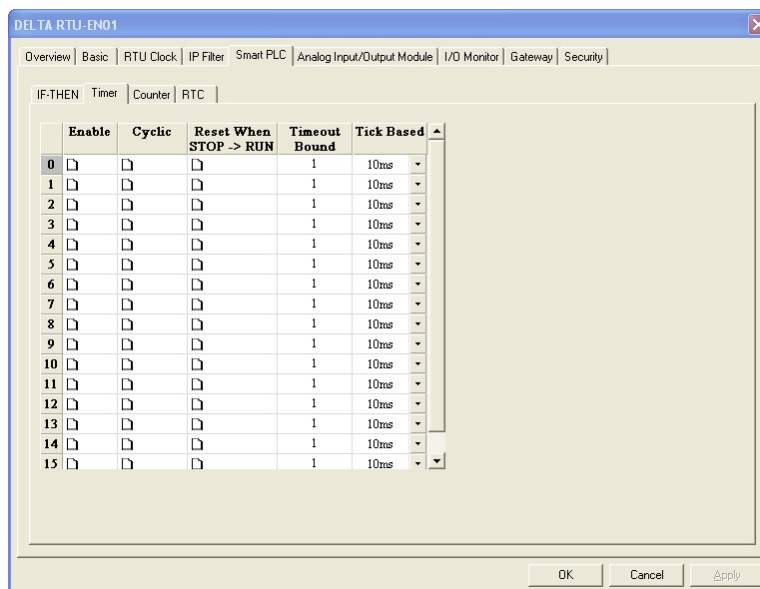 DELTA RTU-EN01
Overview Basic RTU Clock IP Filter Smart PLC Analog Input/Output Module I/O Monitor Gateway Security
IF-THEN Timer Counter RTC
Enable Cyclic Reset When Timeout Tick Based
STOP -> RUN Bound
0 1 10ms
1 1 10ms
2 1 10ms
3 1 10ms
4 1 10ms
5 1 10ms
6 1 10ms
7 1 10ms
8 1 10ms
9 1 10ms
10 1 10ms
11 1 10ms
12 1 10ms
13 1 10ms
14 1 10ms
15 1 10ms
OK Cancel Apply